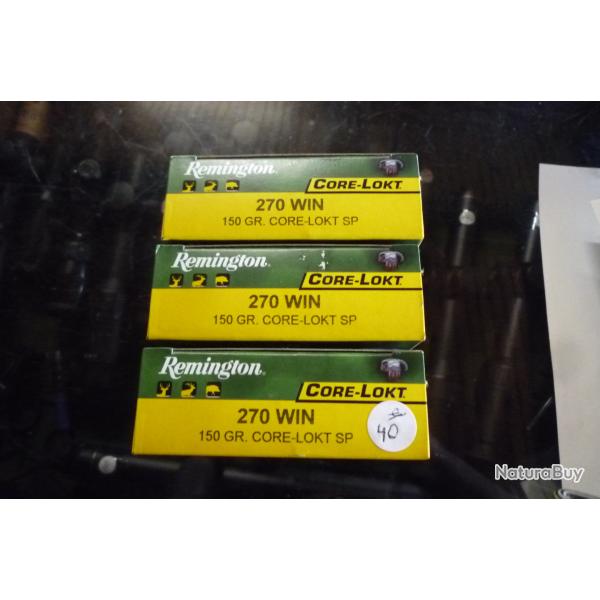 Remington
CORE-LOKT
270 WIN
150 GR. CORE-LOKT SP
Remington
CORE-LOKT
270 WIN
150 GR. CORE-LOKT SP
Remington
CORE-LOKT
270 WIN
150 GR. CORE-LOKT SP
40
NaturaBuy